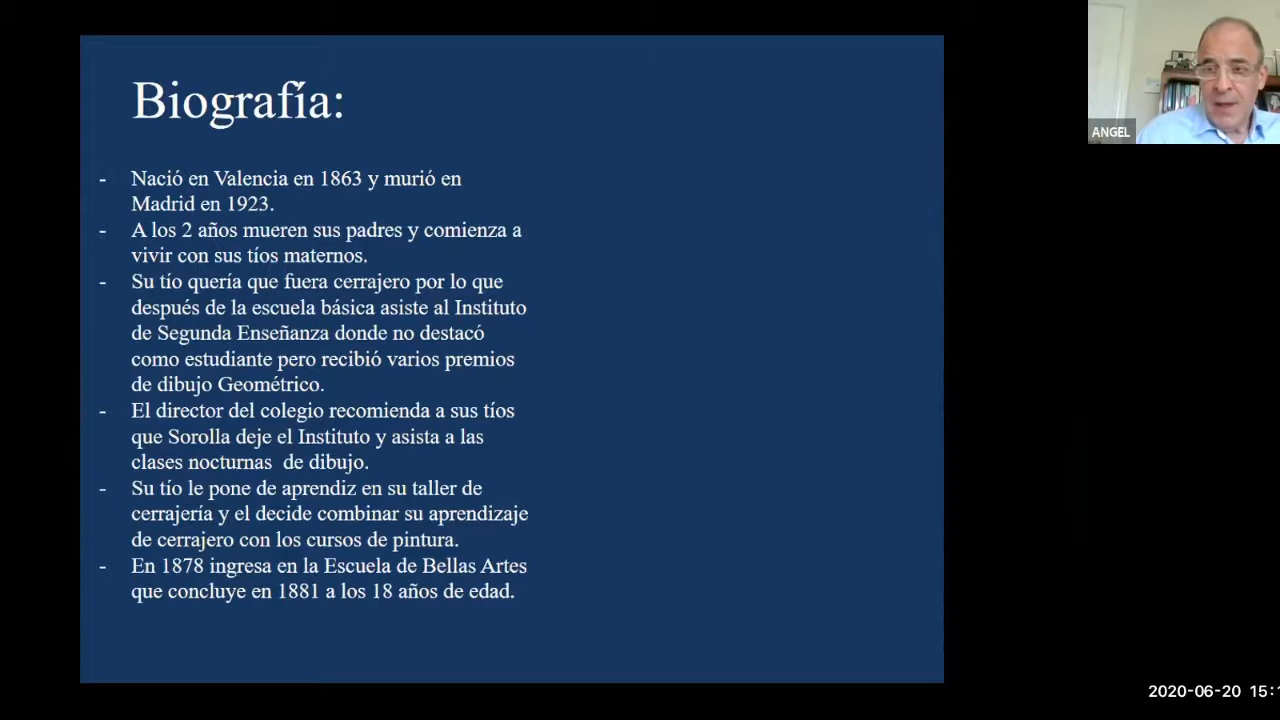 Biografía:
- Nació en Valencia en 1863 y murió en
Madrid en 1923.
- A los 2 años mueren sus padres y comienza a
vivir con sus tíos maternos.
- Su tío quería que fuera cerrajero por lo que
después de la escuela básica asiste al Instituto
de Segunda Enseñanza donde no destacó
como estudiante pero recibió varios premios
de dibujo Geométrico.
- El director del colegio recomienda a sus tíos
que Sorolla deje el Instituto y asista a las
clases nocturnas  de dibujo.
- Su tío le pone de aprendiz en su taller de
cerrajería y el decide combinar su aprendizaje
de cerrajero con los cursos de pintura.
- En 1878 ingresa en la Escuela de Bellas Artes
que concluye en 1881 a los 18 años de edad.
ANGEL
2020-06-20 15: